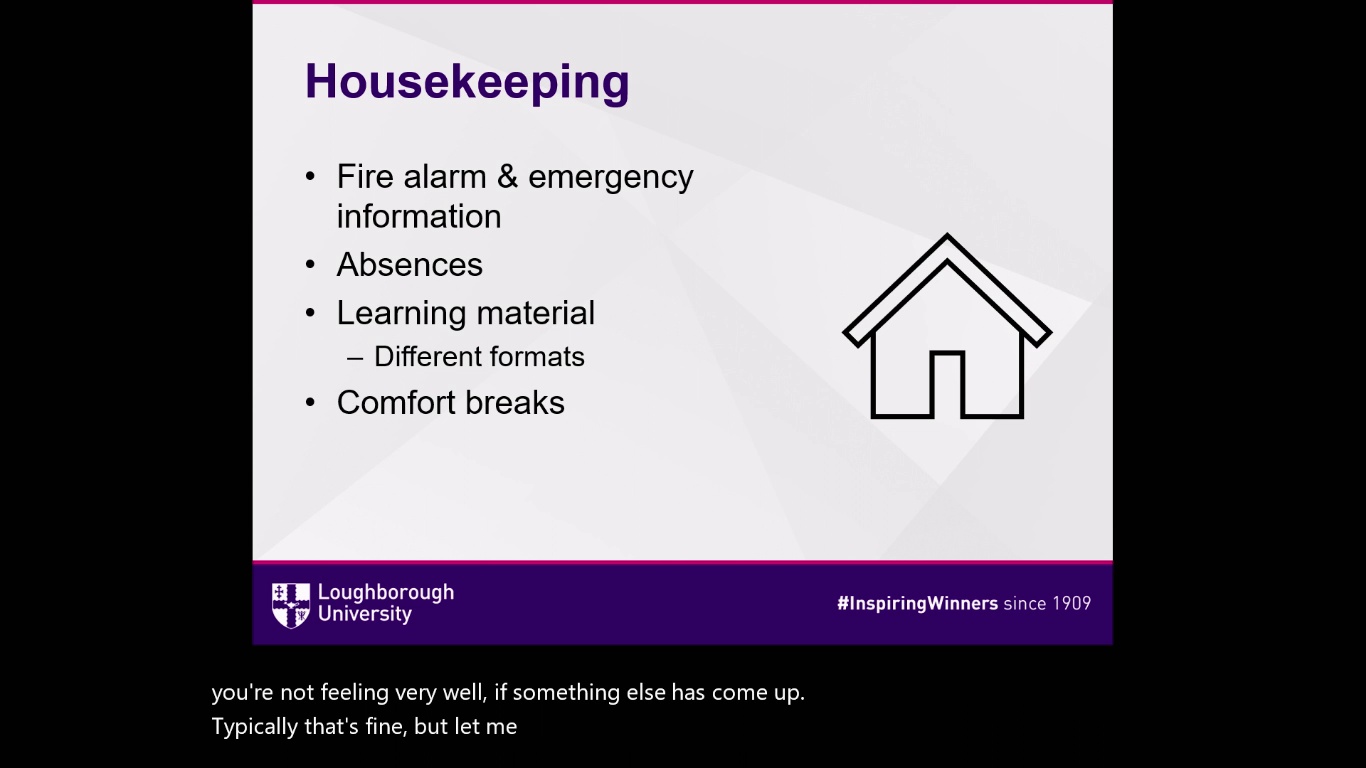 Housekeeping
• Fire alarm & emergency
information
• Absences
• Learning material
– Different formats
• Comfort breaks
Loughborough
University
#InspiringWinners since 1909
you're not feeling very well, if something else has come up.
Typically that's fine, but let me